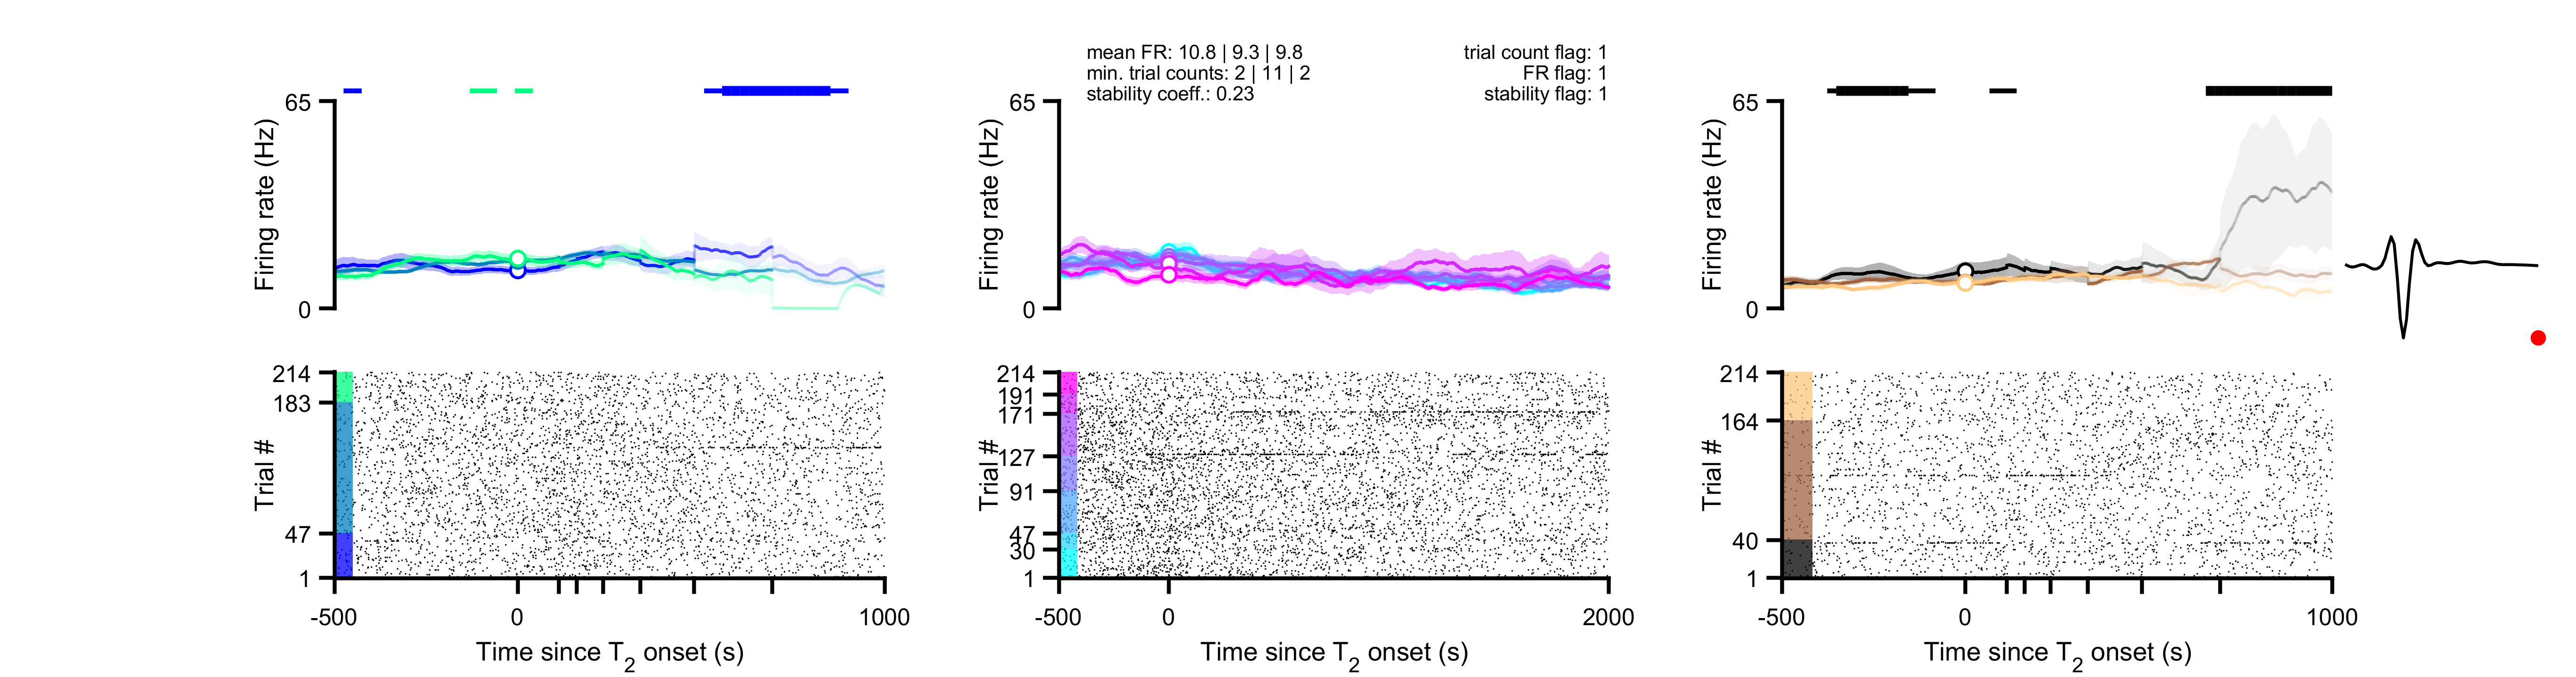 mean FR: 10.8 | 9.3 | 9.8
min. trial counts: 2 | 11 | 2
stability coeff.: 0.23
trial count flag: 1
FR flag: 1
stability flag: 1
65
Firing rate (Hz)
0
65
Firing rate (Hz)
0
65
Firing rate (Hz)
0
214
183
Trial #
47
1
-500
0
1000
Time since T2 onset (s)
214
191
171
127
Trial #
91
47
30
1
-500
0
2000
Time since T2 onset (s)
214
164
Trial #
40
1
-500
0
1000
Time since T2 onset (s)